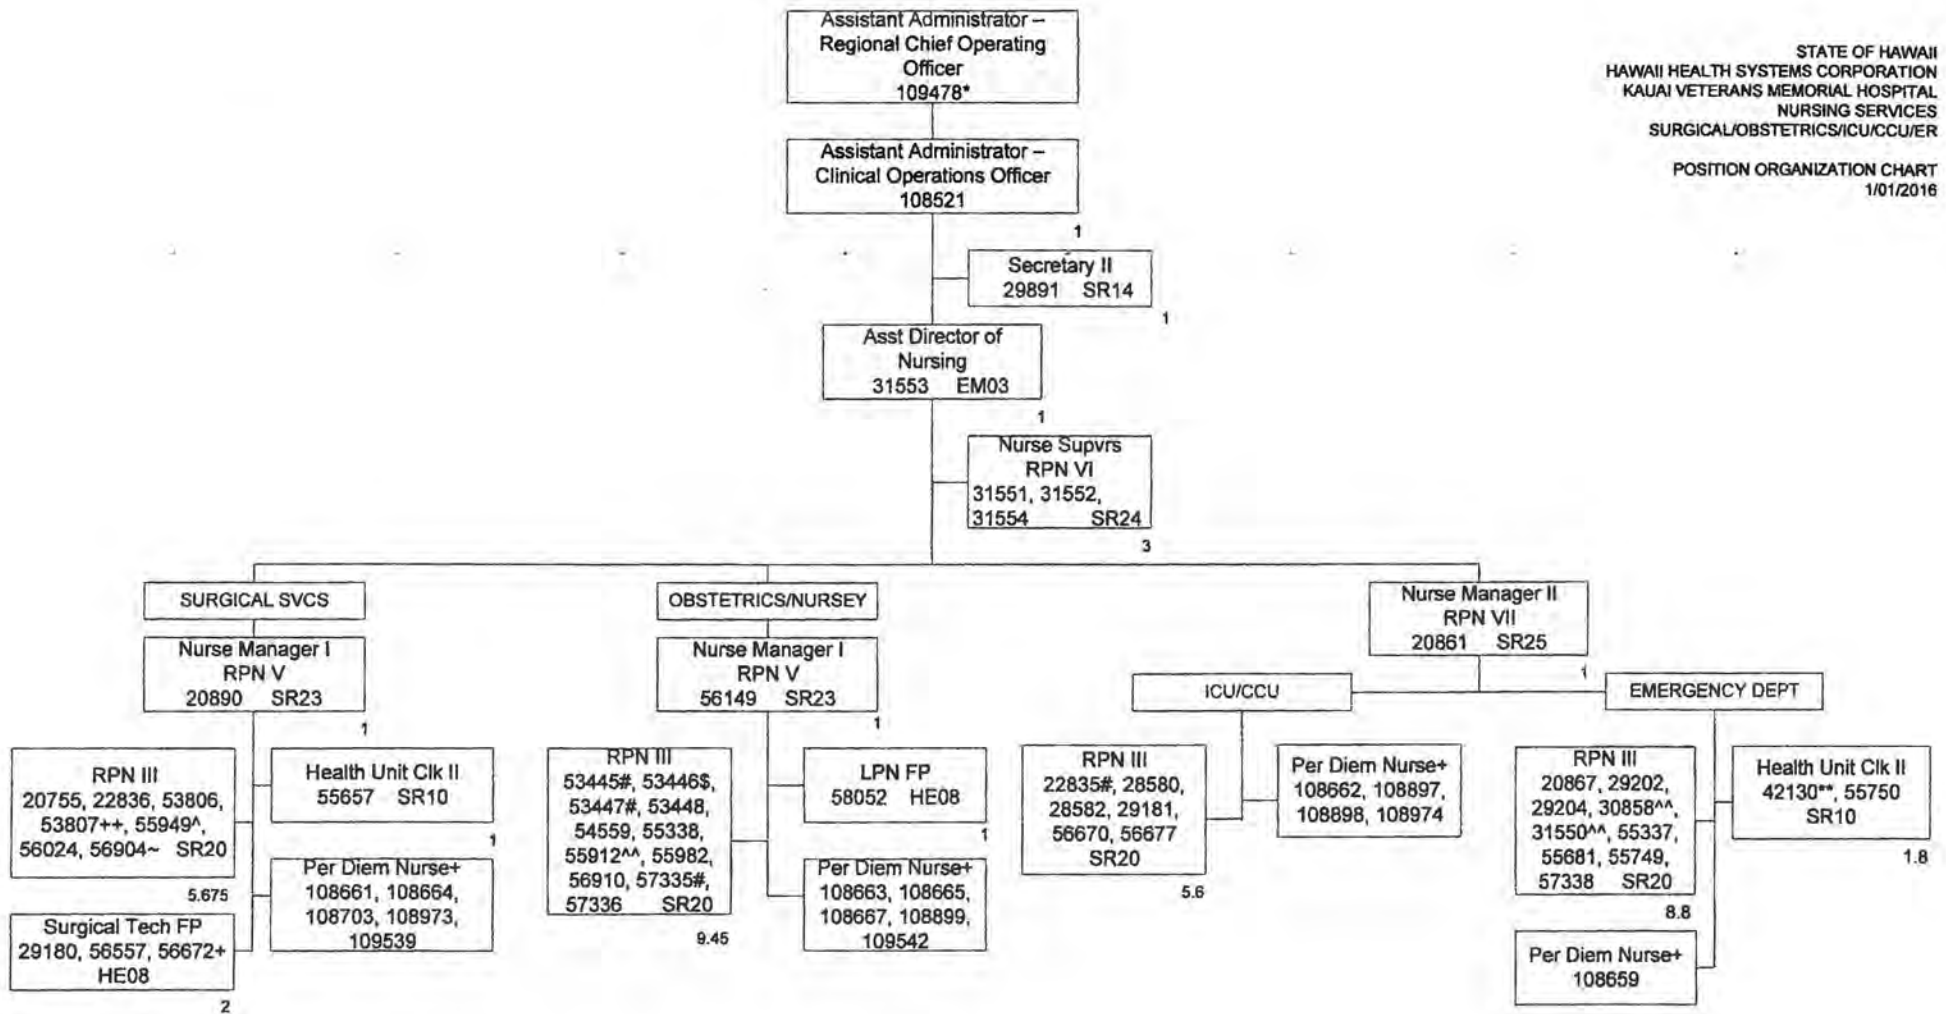 Assistant Administrator –
Regional Chief Operating
Officer
109478*
STATE OF HAWAII
HAWAII HEALTH SYSTEMS CORPORATION
KAUAI VETERANS MEMORIAL HOSPITAL
NURSING SERVICES
SURGICAL/OBSTETRICS/ICU/CCU/ER
POSITION ORGANIZATION CHART
1/01/2016
Assistant Administrator –
Clinical Operations Officer
108521
1
Secretary II
29891 SR14
1
Asst Director of
Nursing
31553 EM03
1
Nurse Supvrs
RPN VI
31551, 31552,
31554 SR24
3
SURGICAL SVCS
Nurse Manager I
RPN V
20890 SR23
1
RPN III
20755, 22836, 53806,
53807++, 55949^,
56024, 56904~ SR20
5.675
Health Unit Clk II
55657 SR10
1
Surgical Tech FP
29180, 56557, 56672+
HE08
2
Per Diem Nurse+
108661, 108664,
108703, 108973,
109539
OBSTETRICS/NURSEY
Nurse Manager I
RPN V
56149 SR23
1
RPN III
53445#, 53446$,
53447#, 53448,
54559, 55338,
55912^^, 55982,
56910, 57335#,
57336 SR20
9.45
LPN FP
58052 HE08
1
Per Diem Nurse+
108663, 108665,
108667, 108899,
109542
Nurse Manager II
RPN VII
20861 SR25
1
ICU/CCU
RPN III
22835#, 28580,
28582, 29181,
56670, 56677
SR20
5.6
Per Diem Nurse+
108662, 108897,
108898, 108974
EMERGENCY DEPT
RPN III
20867, 29202,
29204, 30858^^,
31550^^, 55337,
55681, 55749,
57338 SR20
8.8
Health Unit Clk II
42130**, 55750
SR10
1.8
Per Diem Nurse+
108659